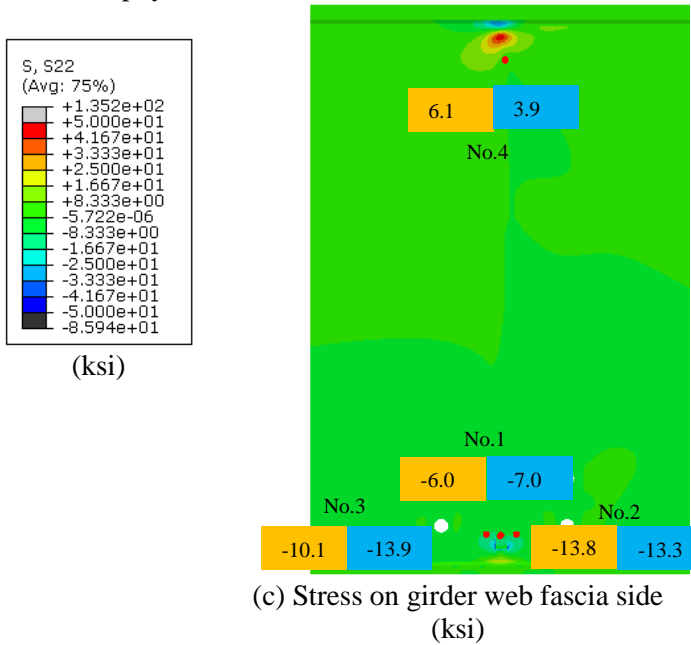 S, S22
(Avg: 75%)
+1.352e+02
+5.000e+01
+4.167e+01
+3.333e+01
+2.500e+01
+1.667e+01
+8.333e+00
-5.722e-06
-8.333e+00
-1.667e+01
-2.500e+01
-3.333e+01
-4.167e+01
-5.000e+01
-8.594e+01
(ksi)
6.1 3.9
No.4
No.1
-6.0 -7.0
No.3
No.2
-10.1 -13.9
-13.8 -13.3
(c) Stress on girder web fascia side
(ksi)